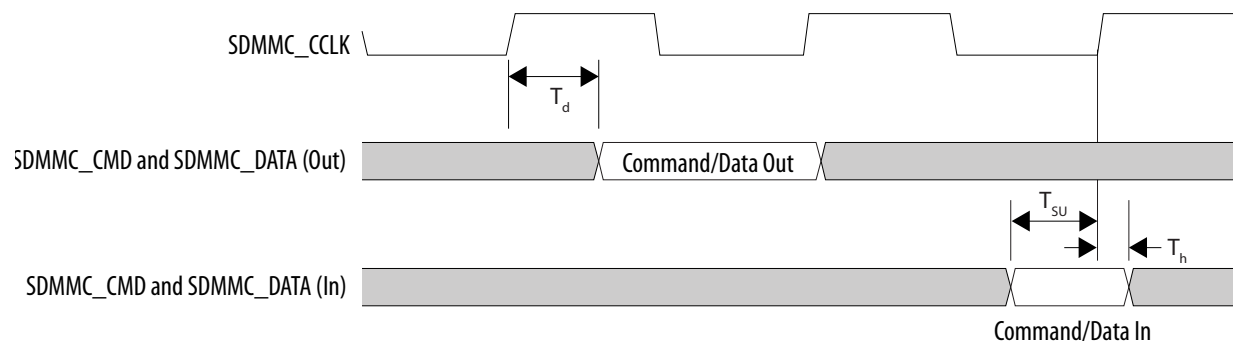 SDMMC_CCLK
T_d
SDMMC_CMD and SDMMC_DATA (Out)
Command/Data Out
T_SU
T_h
SDMMC_CMD and SDMMC_DATA (In)
Command/Data In